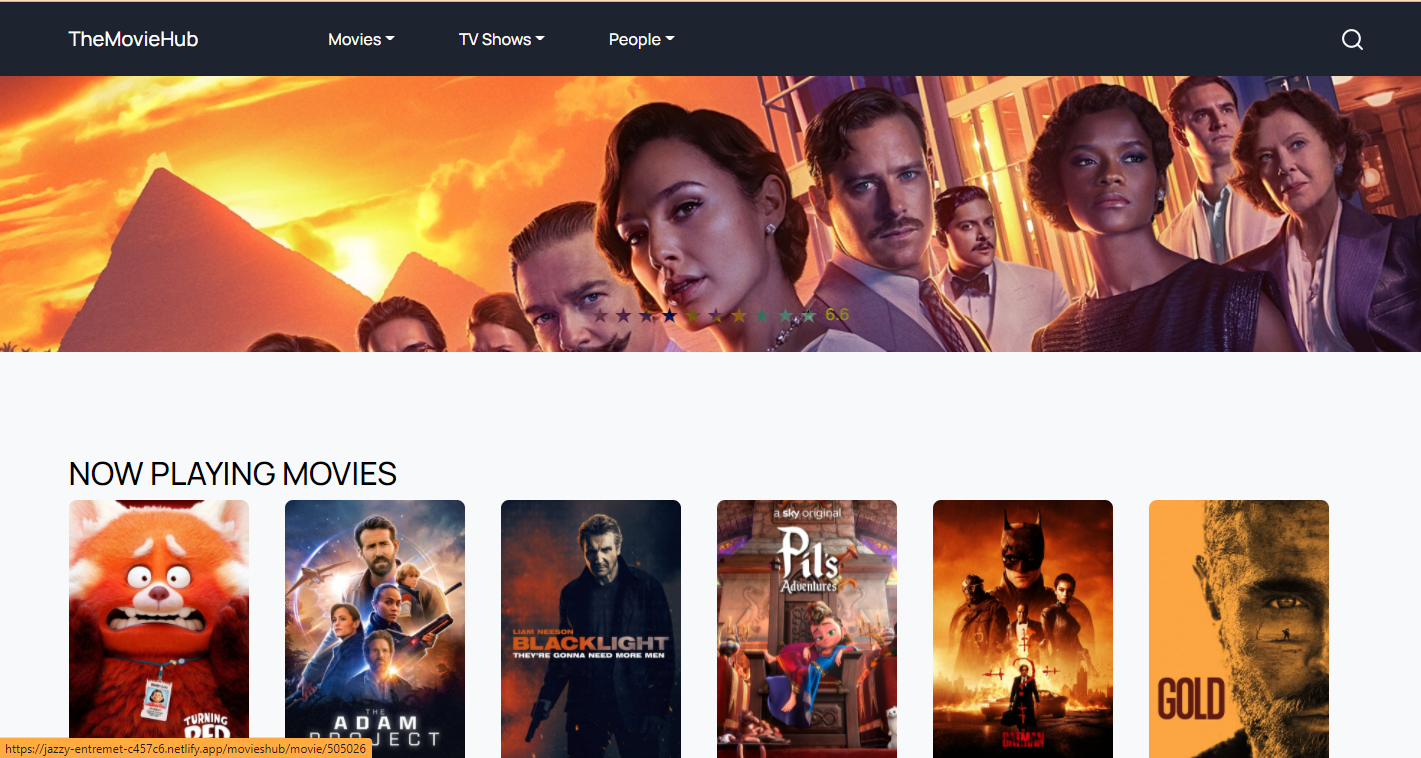 TheMovieHub
Movies
TV Shows
People
6.6
NOW PLAYING MOVIES
TURNING
RED
THE
ADAM
PROJECT
LIAM NEESON
BLACKLIGHT
THEY'RE GONNA NEED MORE MEN
a sky original
Pil's
Adventures
THE
BATMAN
GOLD
https://jazzy-entremet-c457c6.netlify.app/movieshub/movie/505026